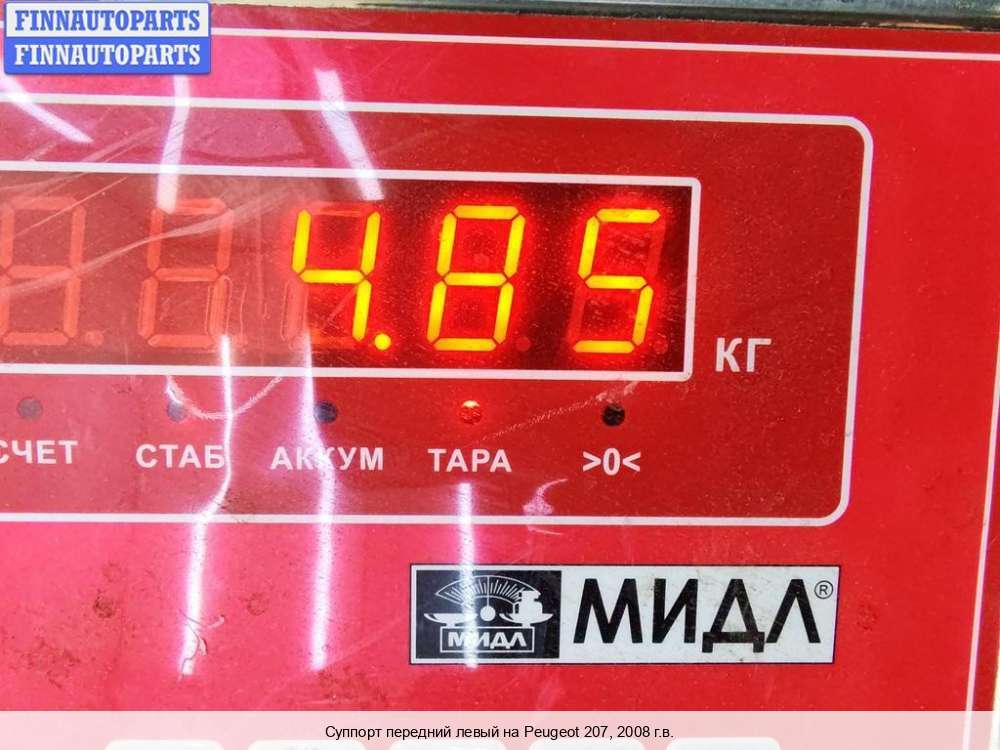 FINNAUTOPARTS
FINNAUTOPARTS
4.85
КГ
СЧЕТ СТАБ АККУМ ТАРА >0<
МИДЛ МИДЛ®
Суппорт передний левый на Peugeot 207, 2008 г.в.